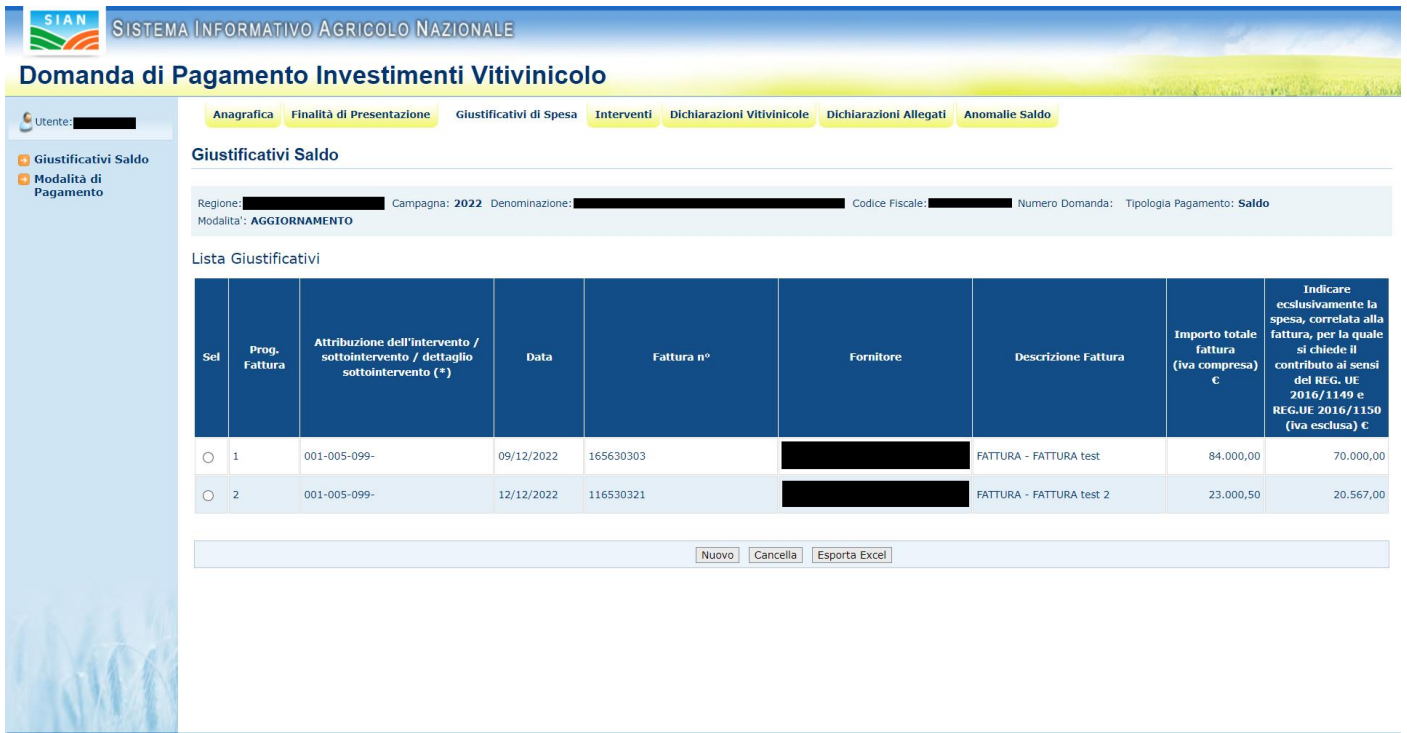 SIAN
SISTEMA INFORMATIVO AGRICOLO NAZIONALE
Domanda di Pagamento Investimenti Vitivinicolo
Utente:
Giustificativi Saldo
Modalità di
Pagamento
Anagrafica Finalità di Presentazione Giustificativi di Spesa Interventi Dichiarazioni Vitivinicole Dichiarazioni Allegati Anomalie Saldo
Giustificativi Saldo
Regione: Campagna: 2022 Denominazione: Codice Fiscale: Numero Domanda: Tipologia Pagamento: Saldo
Modalita': AGGIORNAMENTO
Lista Giustificativi
Sel
Prog.
Fattura
Attribuzione dell'intervento /
sottointervento / dettaglio
sottointervento (*)
Data
Fattura nº
Fornitore
Descrizione Fattura
Importo totale
fattura
(iva compresa)
€
Indicare
ecslusivamente la
spesa, correlata alla
fattura, per la quale
si chiede il
contributo ai sensi
del REG. UE
2016/1149 e
REG.UE 2016/1150
(iva esclusa) €
1 001-005-099- 09/12/2022 165630303 FATTURA - FATTURA test 84.000,00 70.000,00
2 001-005-099- 12/12/2022 116530321 FATTURA - FATTURA test 2 23.000,50 20.567,00
Nuovo Cancella Esporta Excel